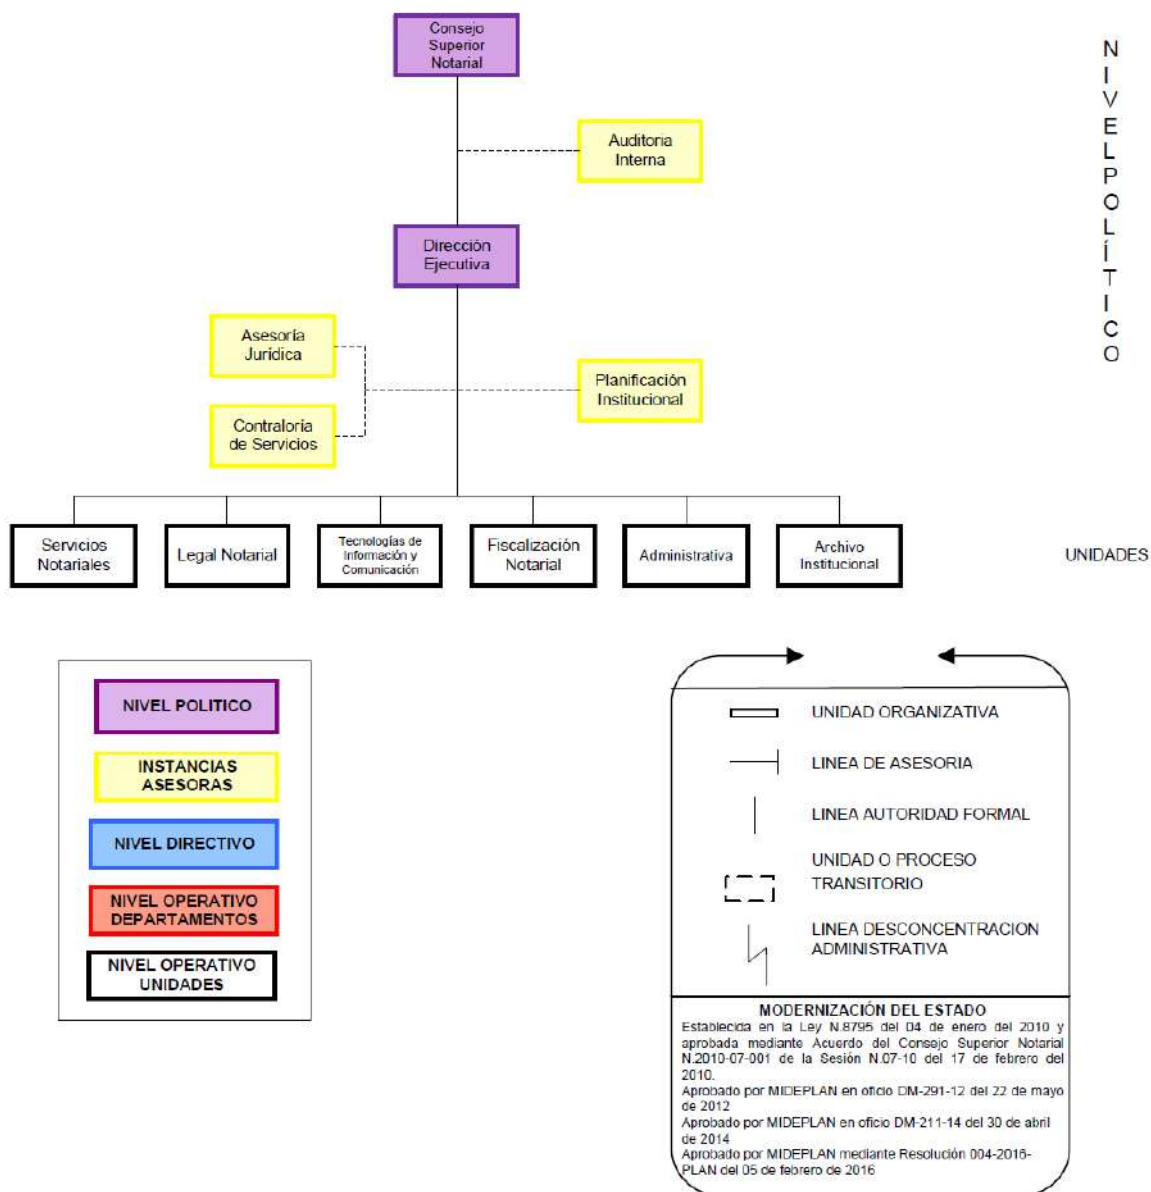 Consejo
Superior
Notarial
Auditoria
Interna
Dirección
Ejecutiva
Asesoría
Jurídica
Planificación
Institucional
Contraloría
de Servicios
NIVEL POLÍTICO
Servicios
Notariales
Legal Notarial
Tecnologías de
Información y
Comunicación
Fiscalización
Notarial
Administrativa
Archivo
Institucional
UNIDADES
NIVEL POLITICO
INSTANCIAS
ASESORAS
NIVEL DIRECTIVO
NIVEL OPERATIVO
DEPARTAMENTOS
NIVEL OPERATIVO
UNIDADES
UNIDAD ORGANIZATIVA
LINEA DE ASESORIA
LINEA AUTORIDAD FORMAL
UNIDAD O PROCESO
TRANSITORIO
LINEA DESCONCENTRACION
ADMINISTRATIVA
MODERNIZACIÓN DEL ESTADO
Establecida en la Ley N.8795 del 04 de enero del 2010 y
aprobada mediante Acuerdo del Consejo Superior Notarial
N.2010-07-001 de la Sesión N.07-10 del 17 de febrero del
2010.
Aprobado por MIDEPLAN en oficio DM-291-12 del 22 de mayo
de 2012
Aprobado por MIDEPLAN en oficio DM-211-14 del 30 de abril
de 2014
Aprobado por MIDEPLAN mediante Resolución 004-2016-
PLAN del 05 de febrero de 2016